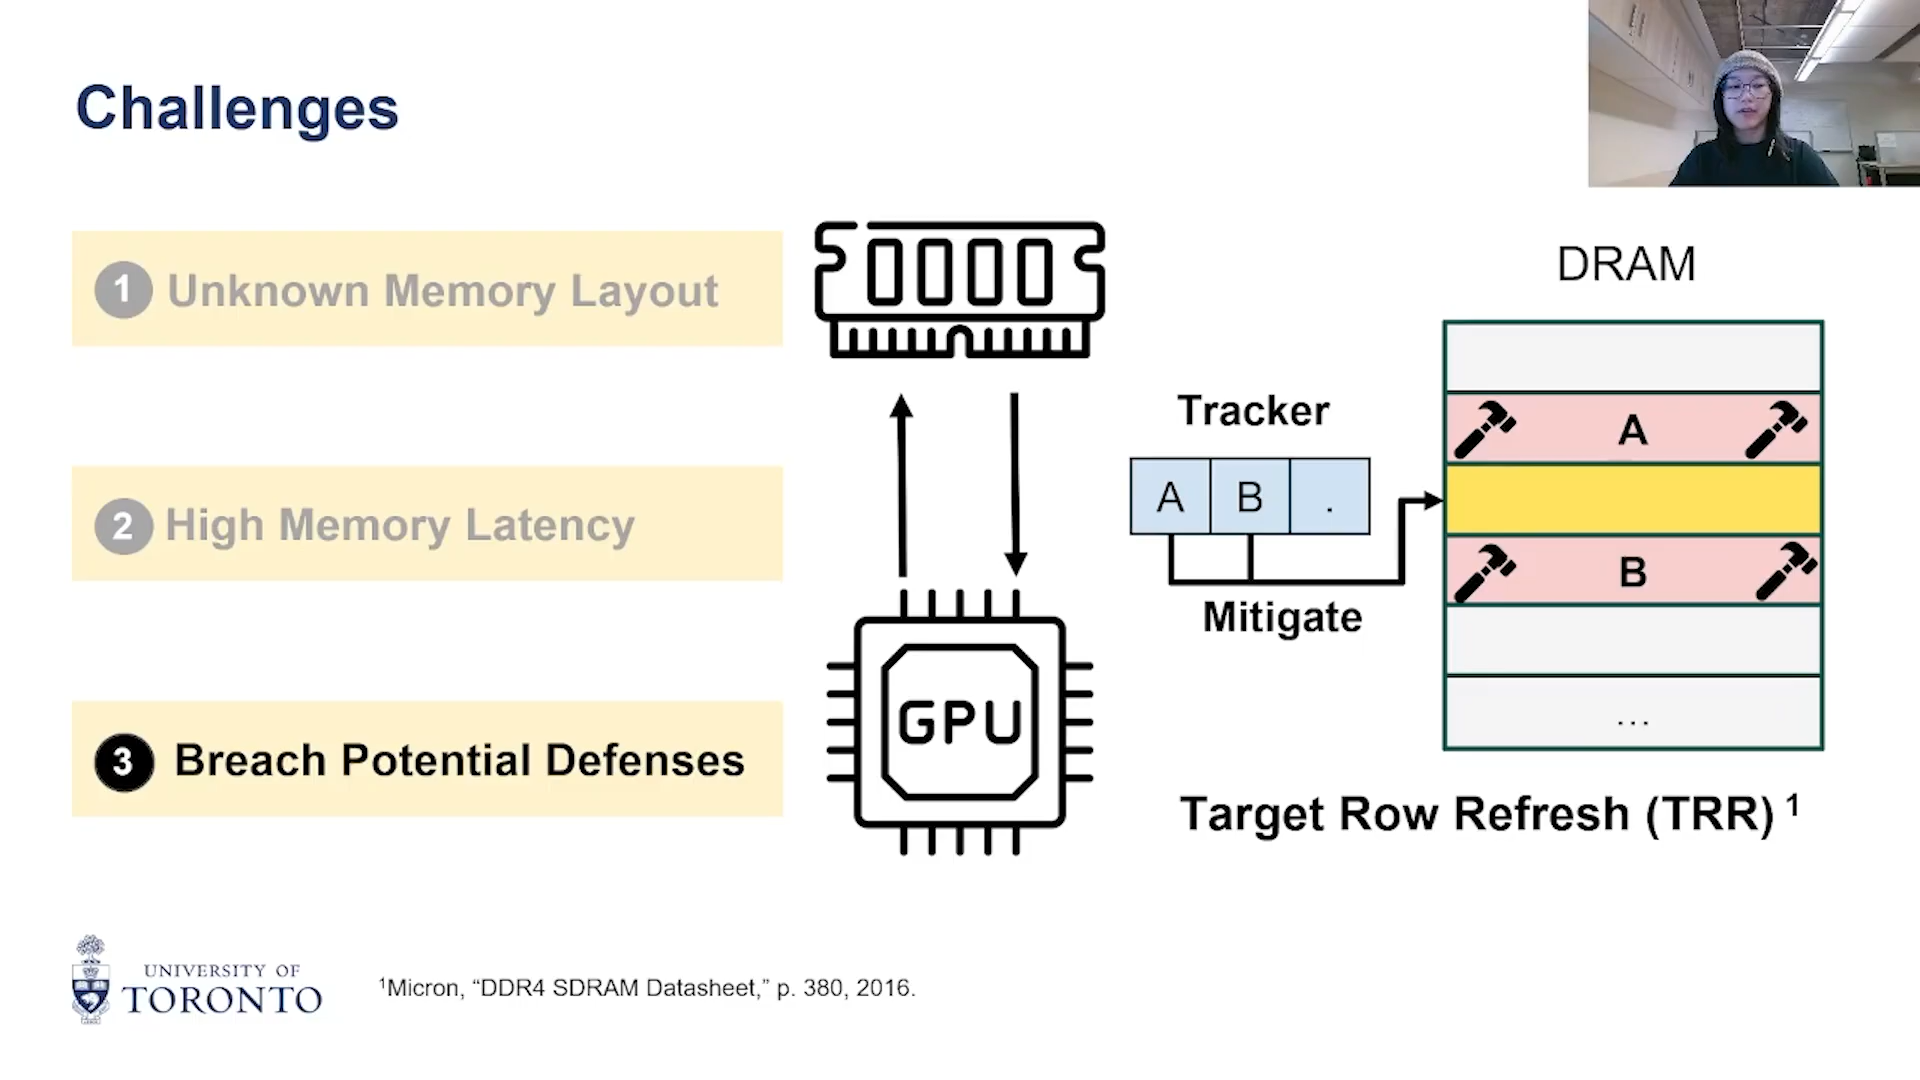 Challenges
1 Unknown Memory Layout
2 High Memory Latency
3 Breach Potential Defenses
GPU
Tracker
A B .
Mitigate
DRAM
A
B
...
Target Row Refresh (TRR) 1
UNIVERSITY OF
TORONTO
1Micron, “DDR4 SDRAM Datasheet,” p. 380, 2016.